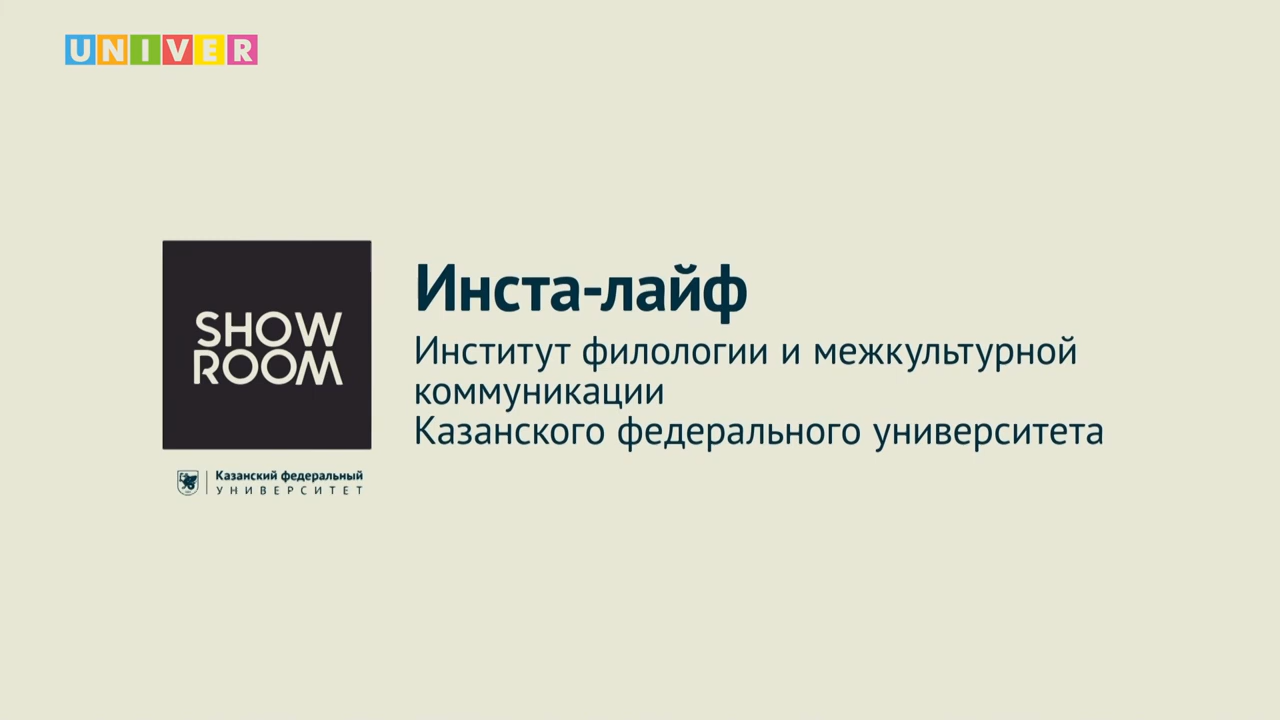 UNIVER
SHOW
ROOM
Казанский федеральный
УНИВЕРСИТЕТ
Инста-лайф
Институт филологии и межкультурной
коммуникации
Казанского федерального университета